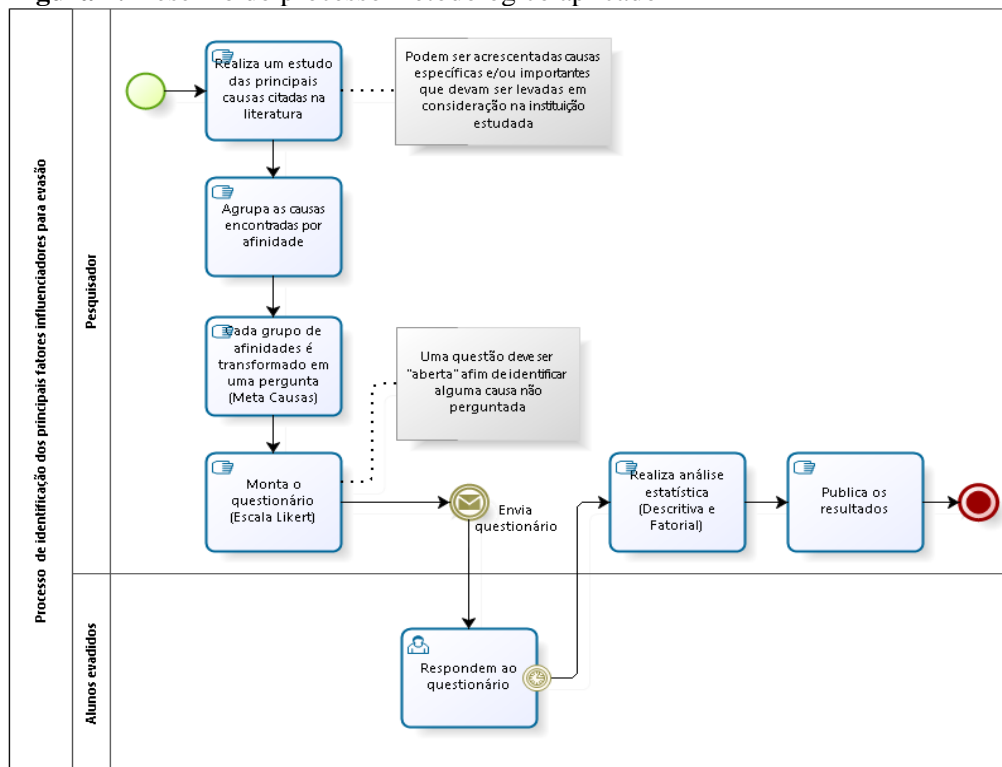 Processo de identificação dos principais fatores influenciadores para evasão
Pesquisador
Realiza um estudo
das principais
causas citadas na
literatura
Podem ser acrescentadas causas
específicas e/ou importantes
que devam ser levadas em
consideração na instituição
estudada
Agrupa as causas
encontradas por
afinidade
Cada grupo de
afinidades é
transformado em
uma pergunta
(Meta Causas)
Uma questão deve ser
"aberta" afim de identificar
alguma causa não
perguntada
Monta o
questionário
(Escala Likert)
Envia
questionário
Realiza análise
estatística
(Descritiva e
Fatorial)
Publica os
resultados
Alunos evadidos
Respondem ao
questionário